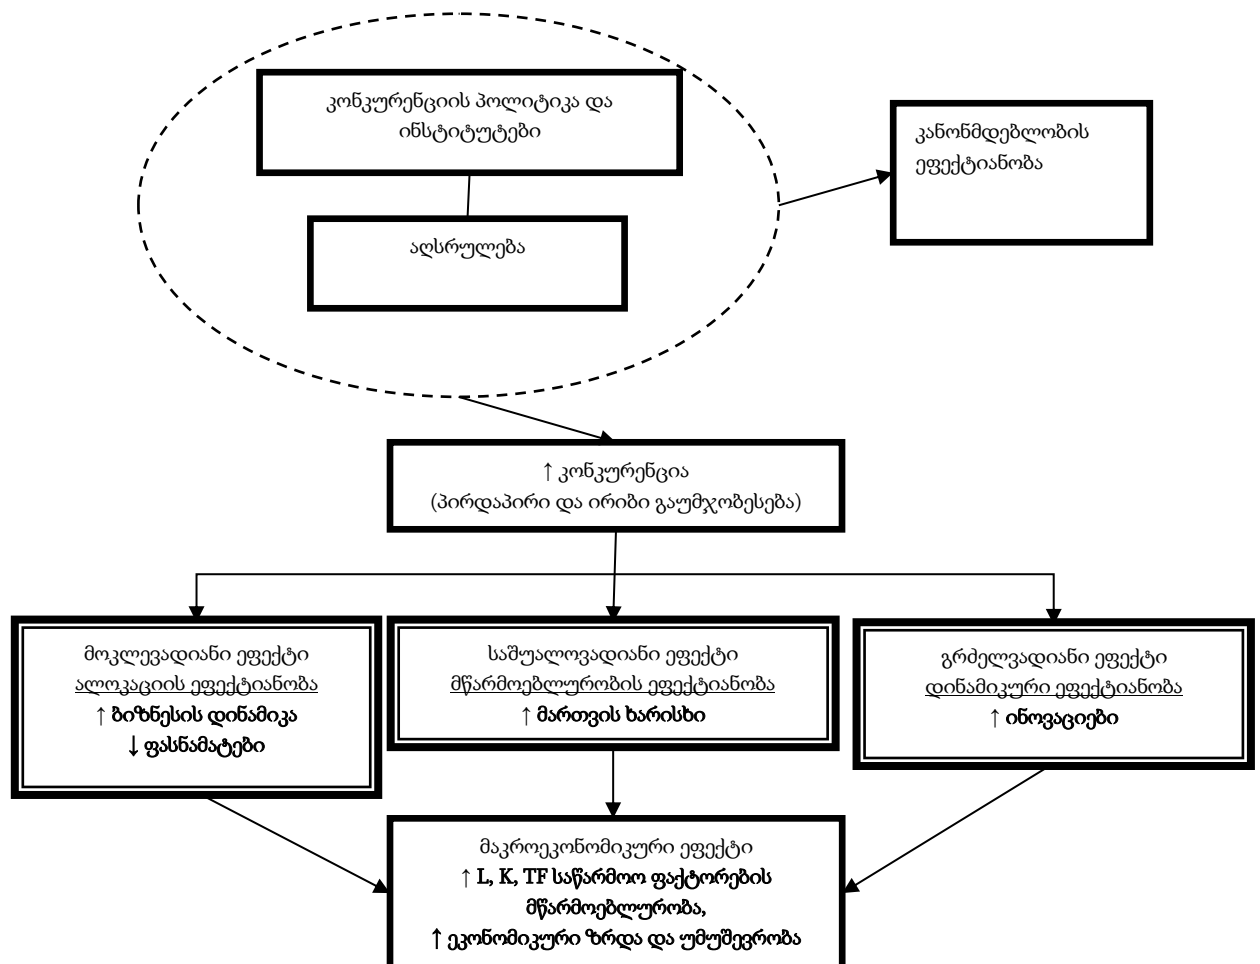 კონკურენციის პოლიტიკა და
ინსტიტუტები
კანონმდებლობის
ეფექტიანობა
აღსრულება
↑ კონკურენცია
(პირდაპირი და ირიბი გაუმჯობესება)
მოკლევადიანი ეფექტი
ალოკაციის ეფექტიანობა
↑ ბიზნესის დინამიკა
↓ ფასნამატები
საშუალოვადიანი ეფექტი
მწარმოებლურობის ეფექტიანობა
↑ მართვის ხარისხი
გრძელვადიანი ეფექტი
დინამიკური ეფექტიანობა
↑ ინოვაციები
მაკროეკონომიკური ეფექტი
↑ L, K, TF საწარმოო ფაქტორების
მწარმოებლურობა,
↑ ეკონომიკური ზრდა და უმუშევრობა